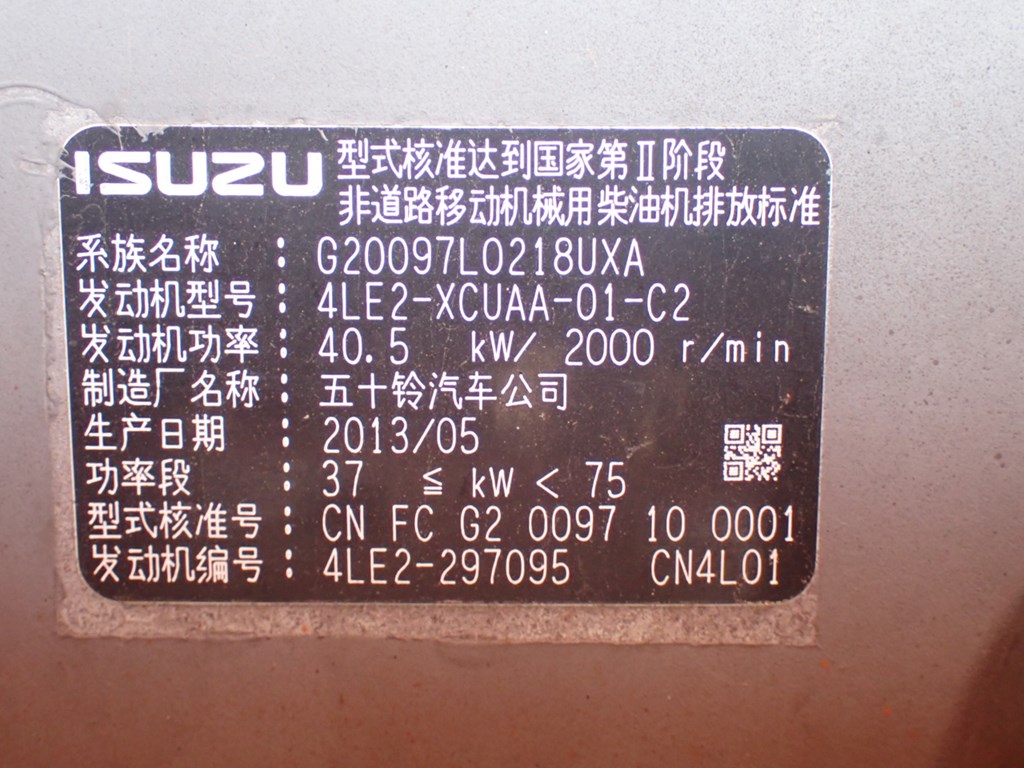 ISUZU 型式核准达到国家第Ⅱ阶段
非道路移动机械用柴油机排放标准
系族名称 : G20097L0218UXA
发动机型号 : 4LE2-XCUAA-01-C2
发动机功率 : 40.5 kW/ 2000 r/min
制造厂名称 : 五十铃汽车公司
生产日期 : 2013/05
功率段 : 37 ≦ kW < 75
型式核准号 : CN FC G2 0097 10 0001
发动机编号 : 4LE2-297095 CN4L01